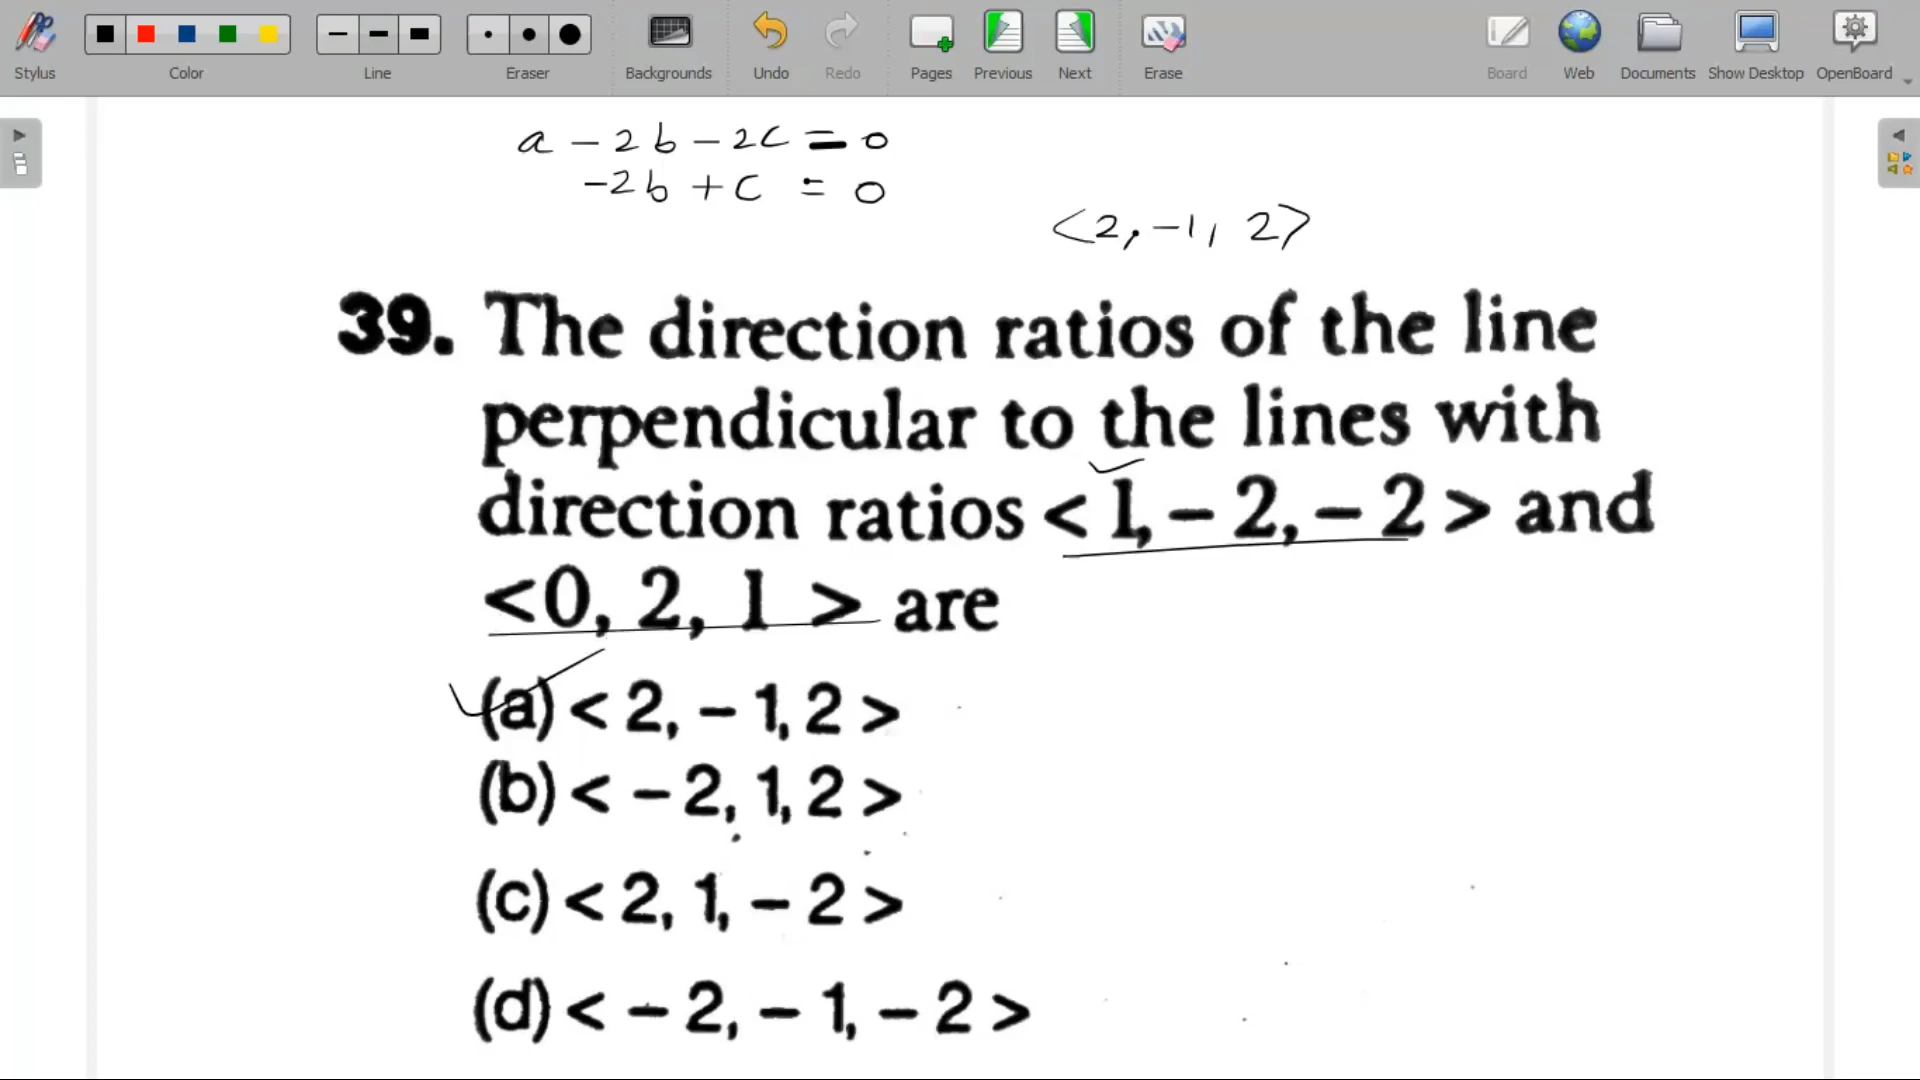 Stylus Color Line Eraser Backgrounds Undo Redo Pages Previous Next Erase Board Web Documents Show Desktop OpenBoard
a - 2b - 2c = 0
-2b + c = 0
<2, -1, 2>
39. The direction ratios of the line
perpendicular to the lines with
direction ratios < 1, - 2, - 2 > and
<0, 2, 1 > are
(a) < 2, - 1, 2 >
(b) < - 2, 1, 2 >
(c) < 2, 1, - 2 >
(d) < - 2, - 1, - 2 >